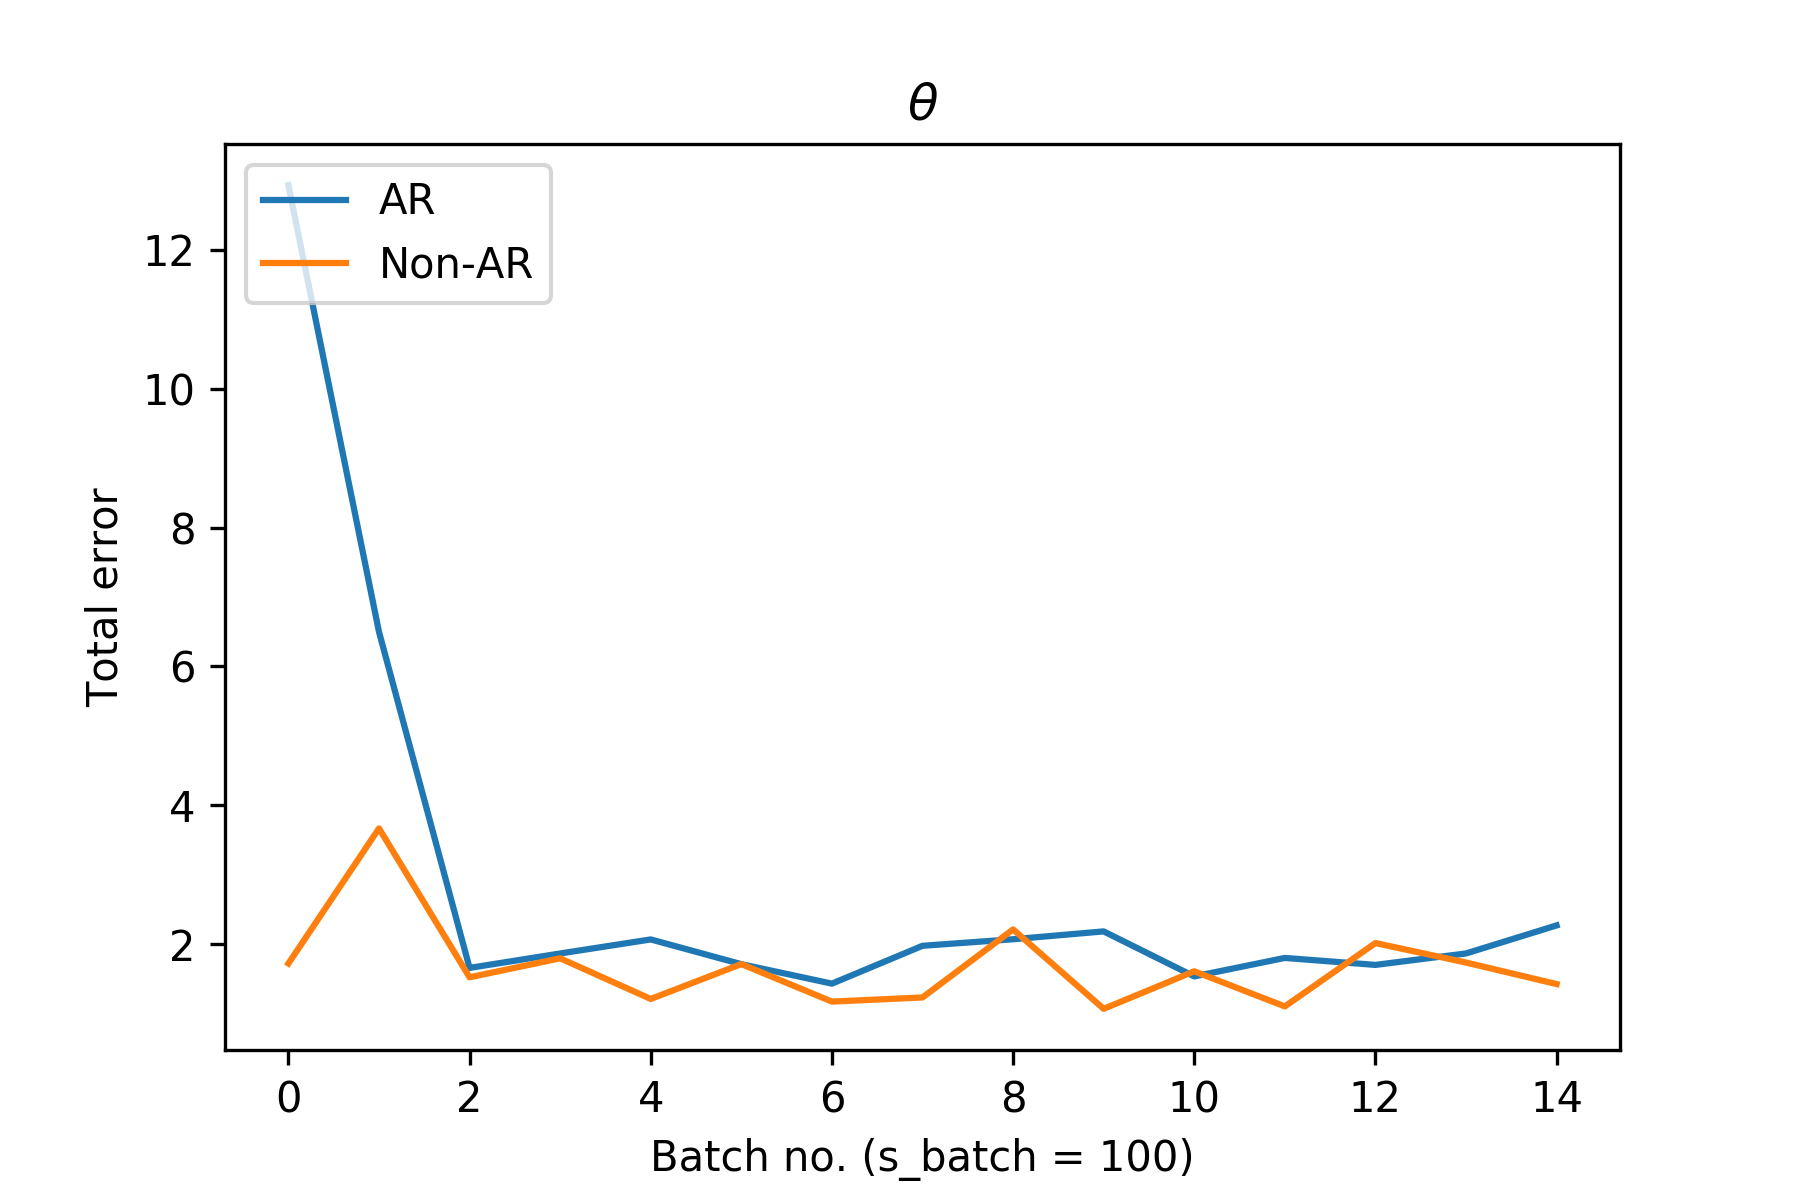 θ
AR
Non-AR
12
10
8
6
4
2
Total error
0 2 4 6 8 10 12 14
Batch no. (s_batch = 100)